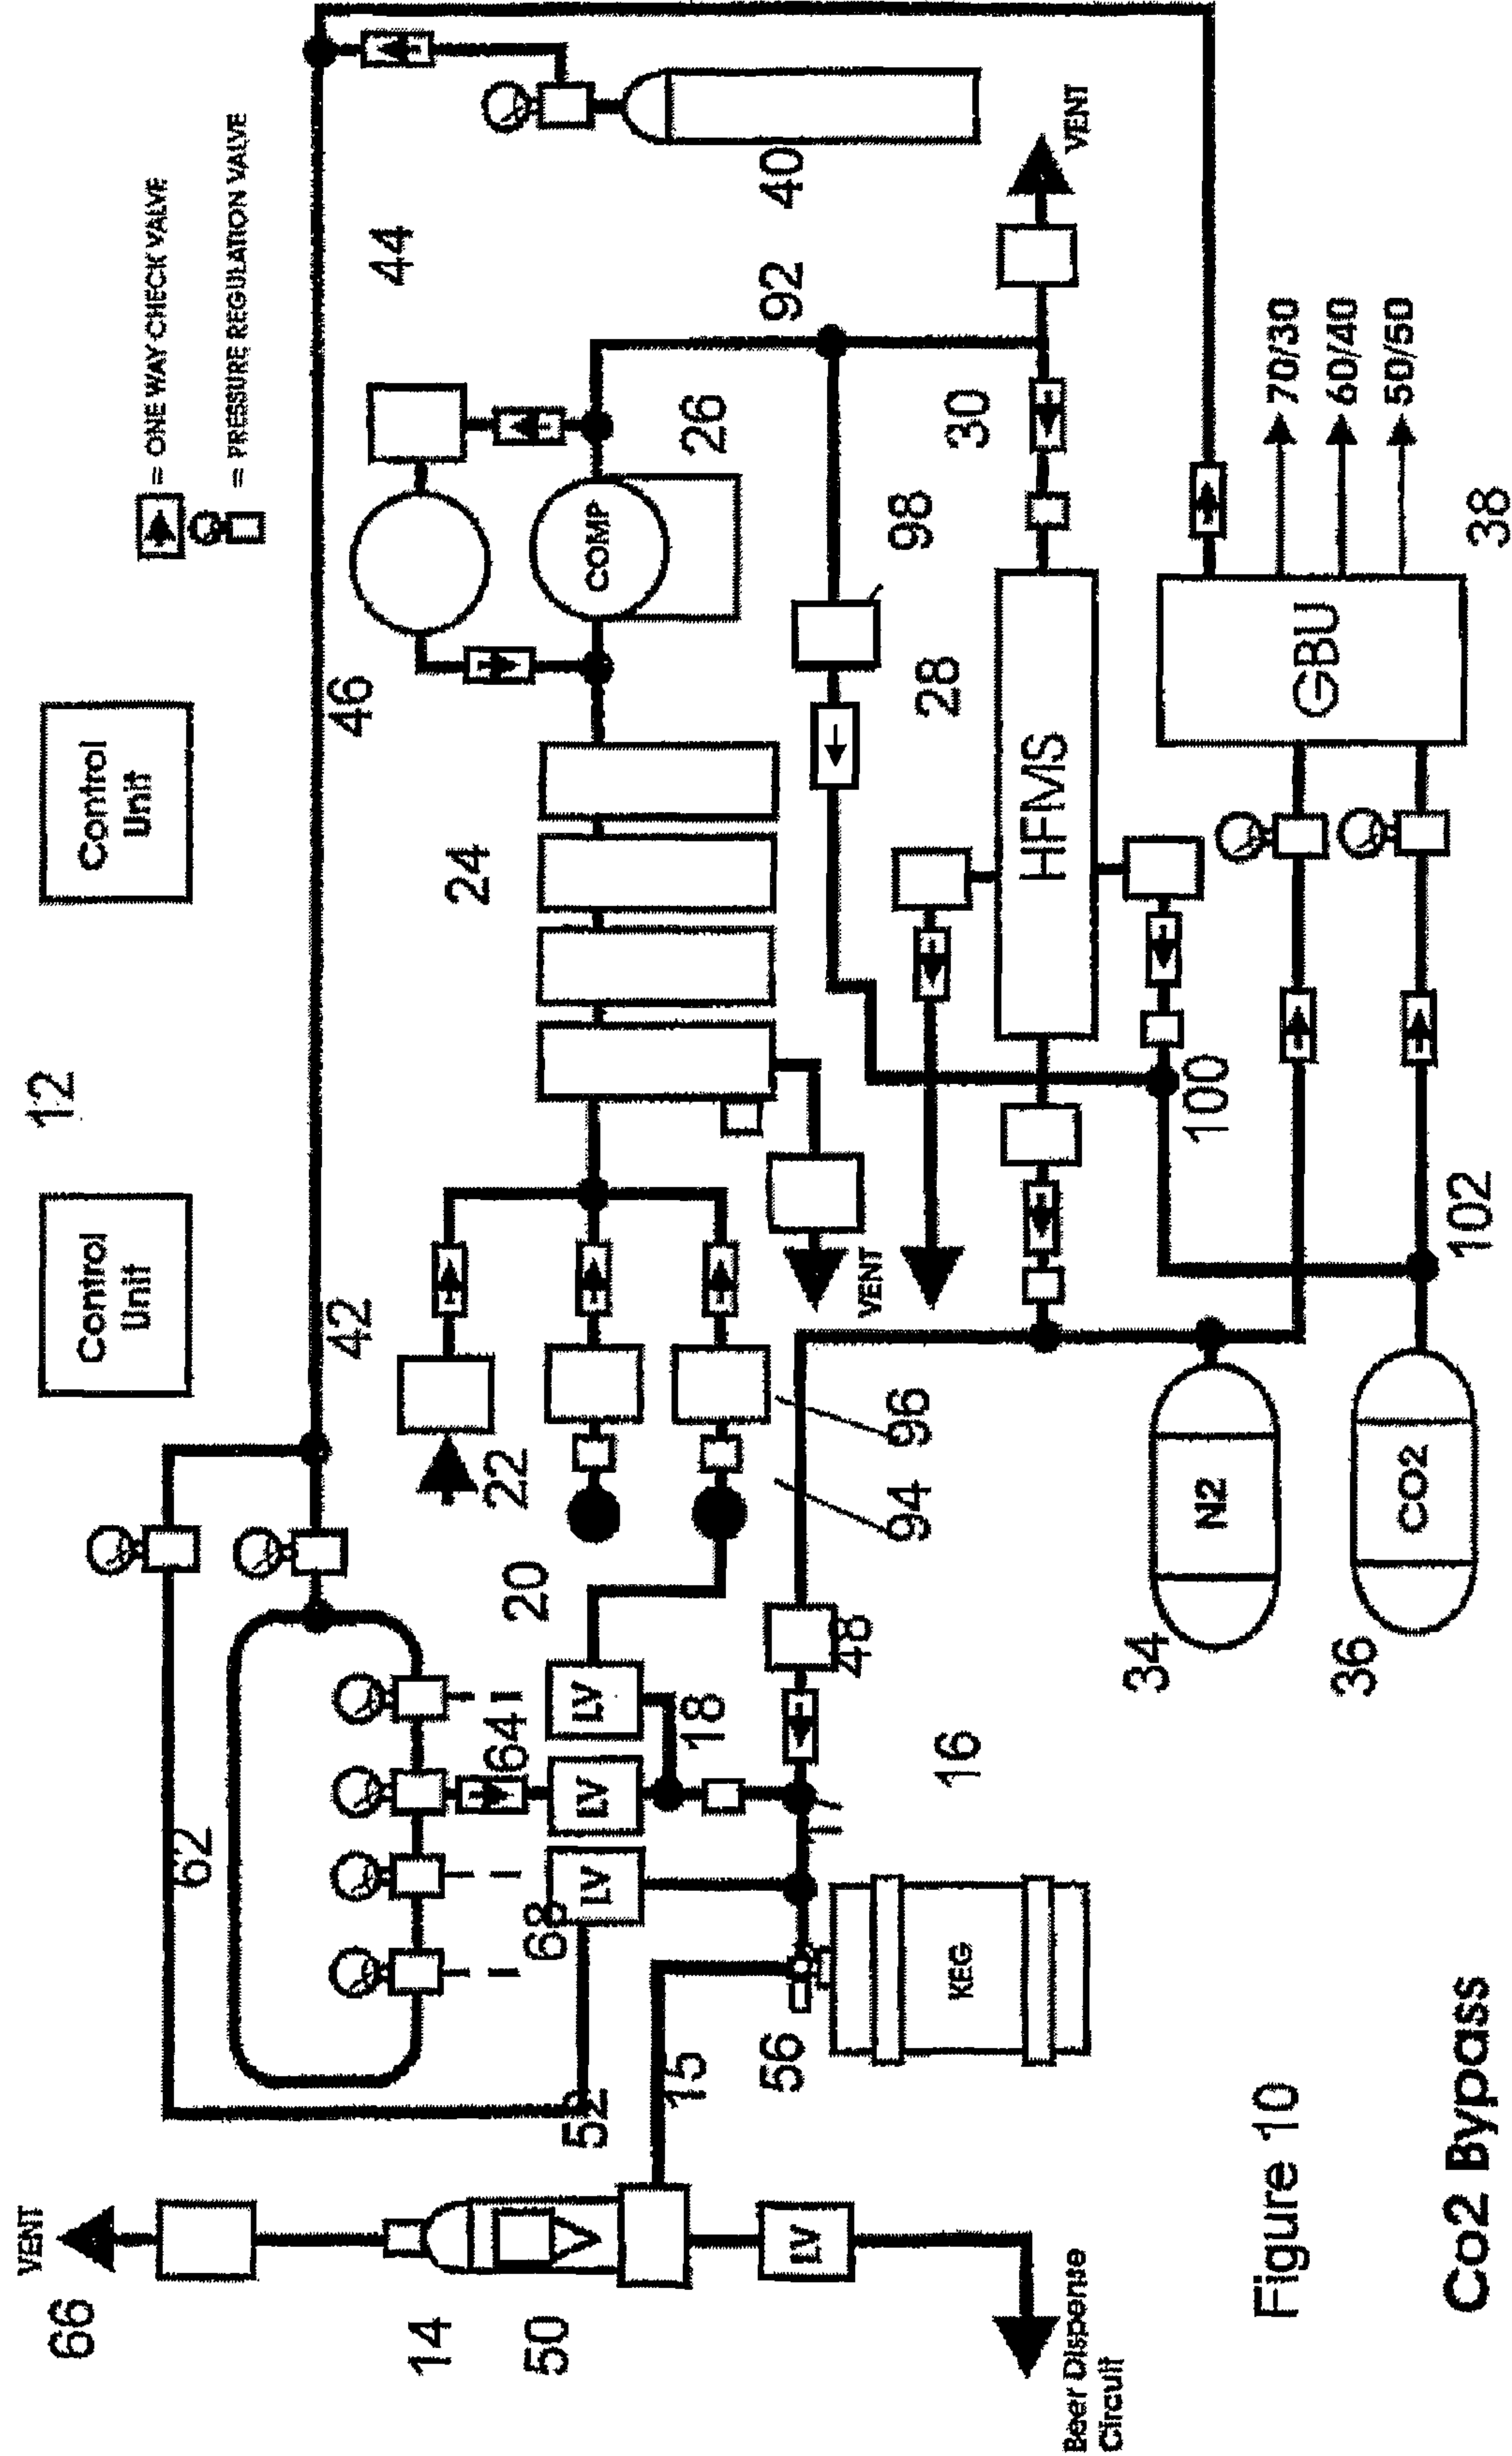 Figure 10
Co2 Bypass
= ONE WAY CHECK VALVE
= PRESSURE REGULATION VALVE
12
Control
Unit
Control
Unit
66
VENT
14
50
LV
Beer Dispense
Circuit
52
15
56
KEG
62
64
68
LV
LV
LV
17
18
16
20
22
42
48
94
96
VENT
24
46
44
COMP
26
40
92
98
VENT
30
28
HFMS
100
102
34
N2
36
CO2
GBU
38
70/30
60/40
50/50